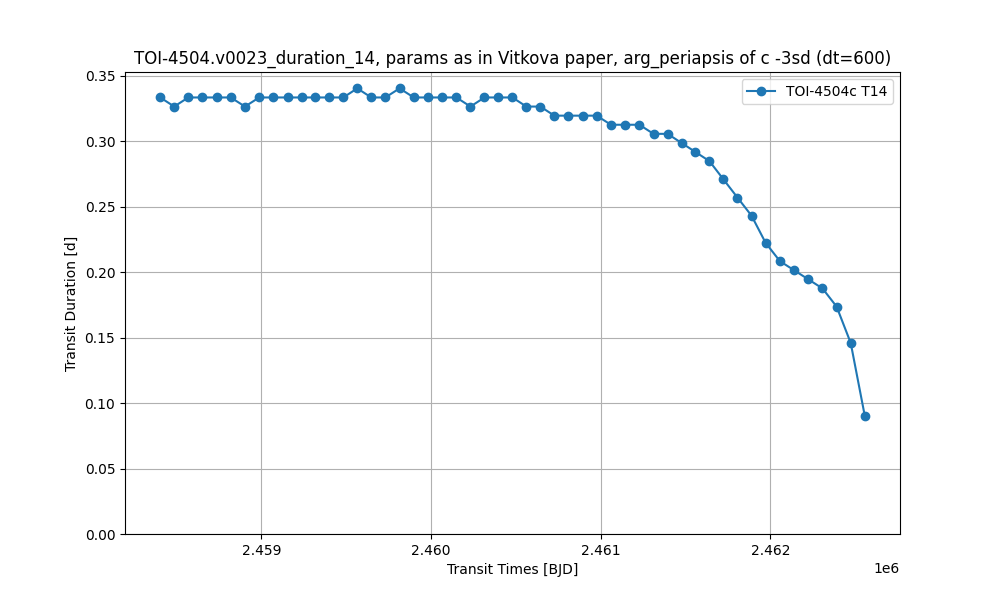 TOI-4504.v0023_duration_14, params as in Vitkova paper, arg_periapsis of c -3sd (dt=600)
TOI-4504c T14
Transit Duration [d]
0.35
0.30
0.25
0.20
0.15
0.10
0.05
0.00
2.459 2.460 2.461 2.462
Transit Times [BJD]
1e6